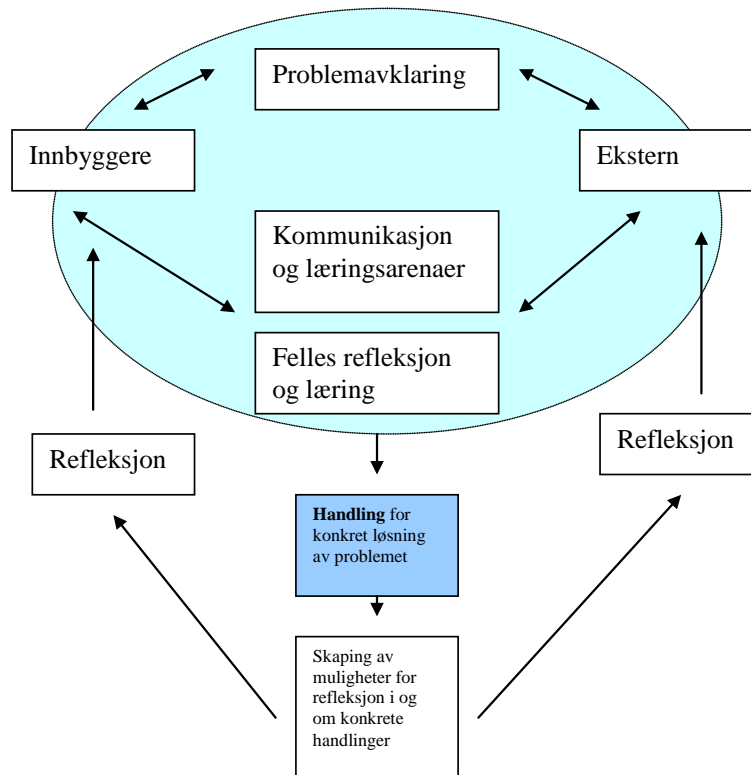 Problemavklaring
Innbyggere
Ekstern
Kommunikasjon
og læringsarenaer
Felles refleksjon
og læring
Refleksjon
Refleksjon
Handling for
konkret løsning
av problemet
Skaping av
muligheter for
refleksjon i og
om konkrete
handlinger